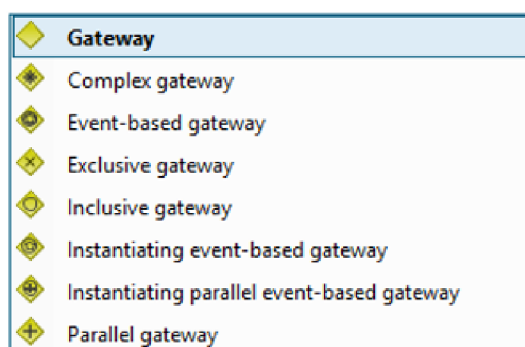 Gateway
Complex gateway
Event-based gateway
Exclusive gateway
Inclusive gateway
Instantiating event-based gateway
Instantiating parallel event-based gateway
Parallel gateway